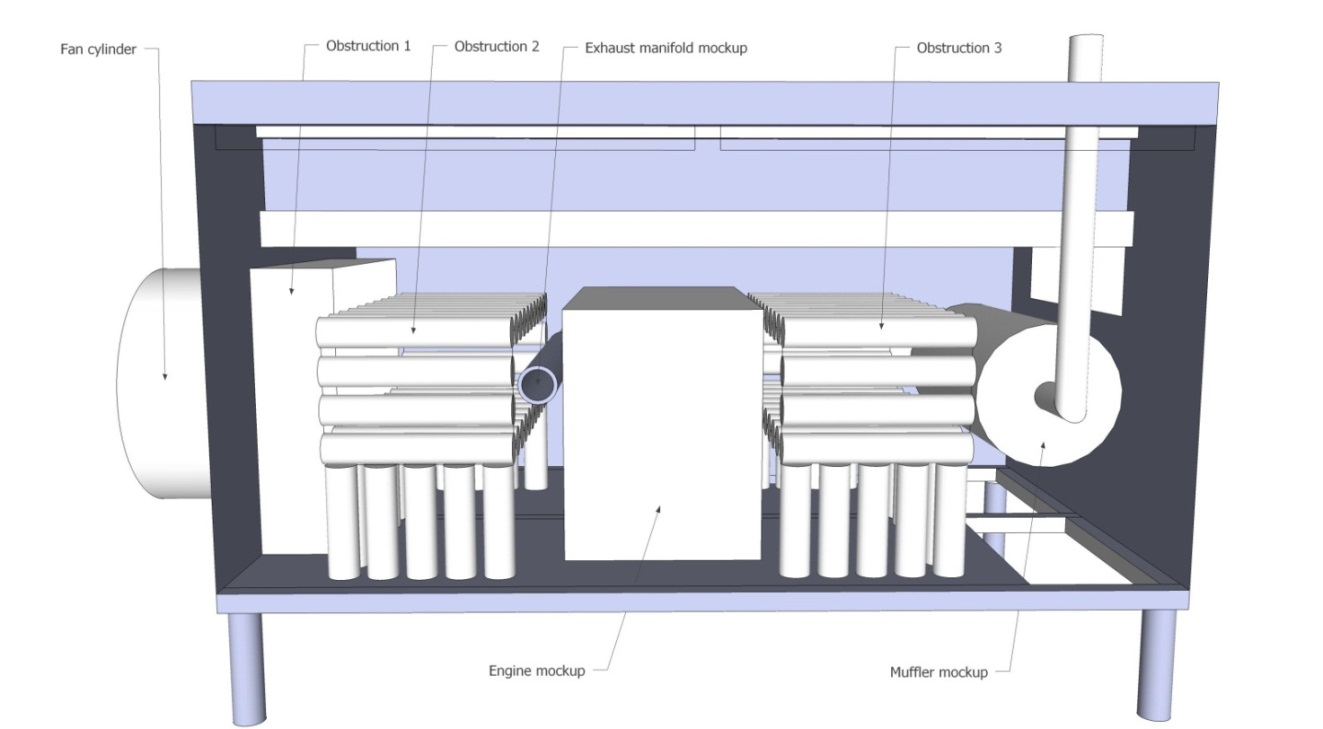 Fan cylinder
Obstruction 1
Obstruction 2
Exhaust manifold mockup
Obstruction 3
Engine mockup
Muffler mockup